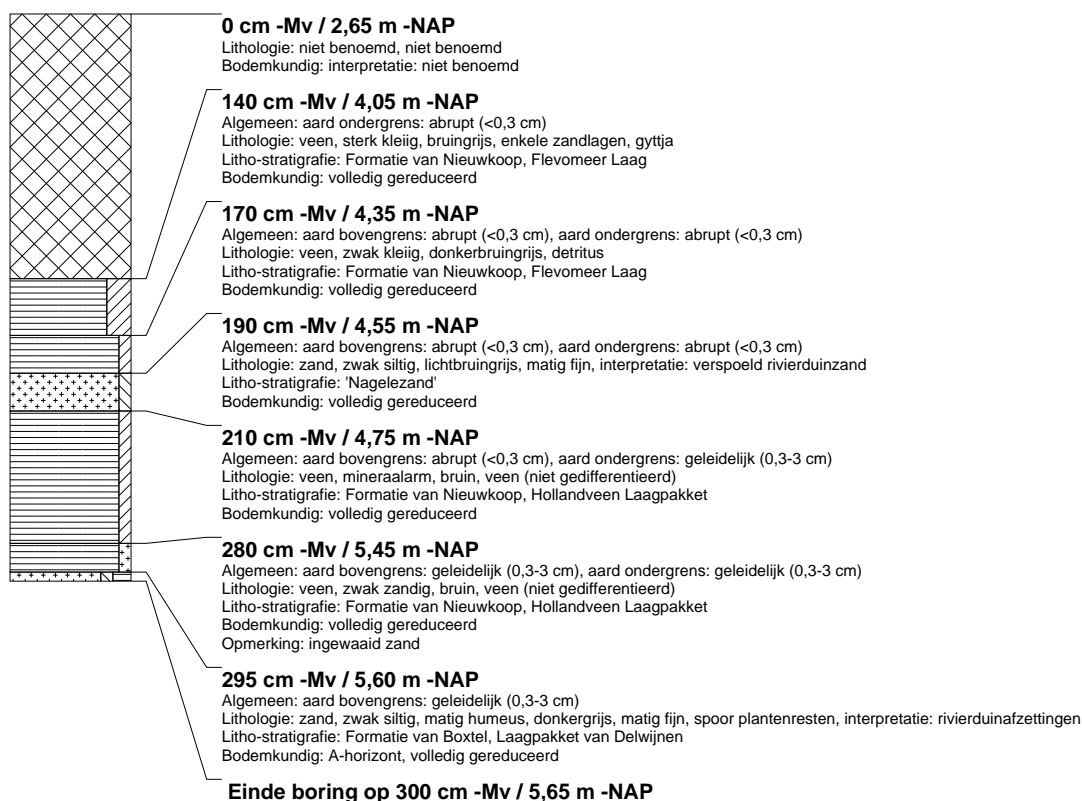 0 cm -Mv / 2,65 m -NAP
Lithologie: niet benoemd, niet benoemd
Bodemkundig: interpretatie: niet benoemd
140 cm -Mv / 4,05 m -NAP
Algemeen: aard ondergrens: abrupt (<0,3 cm)
Lithologie: veen, sterk kleiig, bruingrijs, enkele zandlagen, gyttja
Litho-stratigrafie: Formatie van Nieuwkoop, Flevomeer Laag
Bodemkundig: volledig gereduceerd
170 cm -Mv / 4,35 m -NAP
Algemeen: aard bovengrens: abrupt (<0,3 cm), aard ondergrens: abrupt (<0,3 cm)
Lithologie: veen, zwak kleiig, donkerbruingrijs, detritus
Litho-stratigrafie: Formatie van Nieuwkoop, Flevomeer Laag
Bodemkundig: volledig gereduceerd
190 cm -Mv / 4,55 m -NAP
Algemeen: aard bovengrens: abrupt (<0,3 cm), aard ondergrens: abrupt (<0,3 cm)
Lithologie: zand, zwak siltig, lichtbruingrijs, matig fijn, interpretatie: verspoeld rivierduinzand
Litho-stratigrafie: 'Nagelezand'
Bodemkundig: volledig gereduceerd
210 cm -Mv / 4,75 m -NAP
Algemeen: aard bovengrens: abrupt (<0,3 cm), aard ondergrens: geleidelijk (0,3-3 cm)
Lithologie: veen, mineraalarm, bruin, veen (niet gedifferentieerd)
Litho-stratigrafie: Formatie van Nieuwkoop, Hollandveen Laagpakket
Bodemkundig: volledig gereduceerd
280 cm -Mv / 5,45 m -NAP
Algemeen: aard bovengrens: geleidelijk (0,3-3 cm), aard ondergrens: geleidelijk (0,3-3 cm)
Lithologie: veen, zwak zandig, bruin, veen (niet gedifferentieerd)
Litho-stratigrafie: Formatie van Nieuwkoop, Hollandveen Laagpakket
Bodemkundig: volledig gereduceerd
Opmerking: ingewaaid zand
295 cm -Mv / 5,60 m -NAP
Algemeen: aard bovengrens: geleidelijk (0,3-3 cm)
Lithologie: zand, zwak siltig, matig humeus, donkergrijs, matig fijn, spoor plantenresten, interpretatie: rivierduinafzettingen
Litho-stratigrafie: Formatie van Boxtel, Laagpakket van Delwijnen
Bodemkundig: A-horizont, volledig gereduceerd
Einde boring op 300 cm -Mv / 5,65 m -NAP